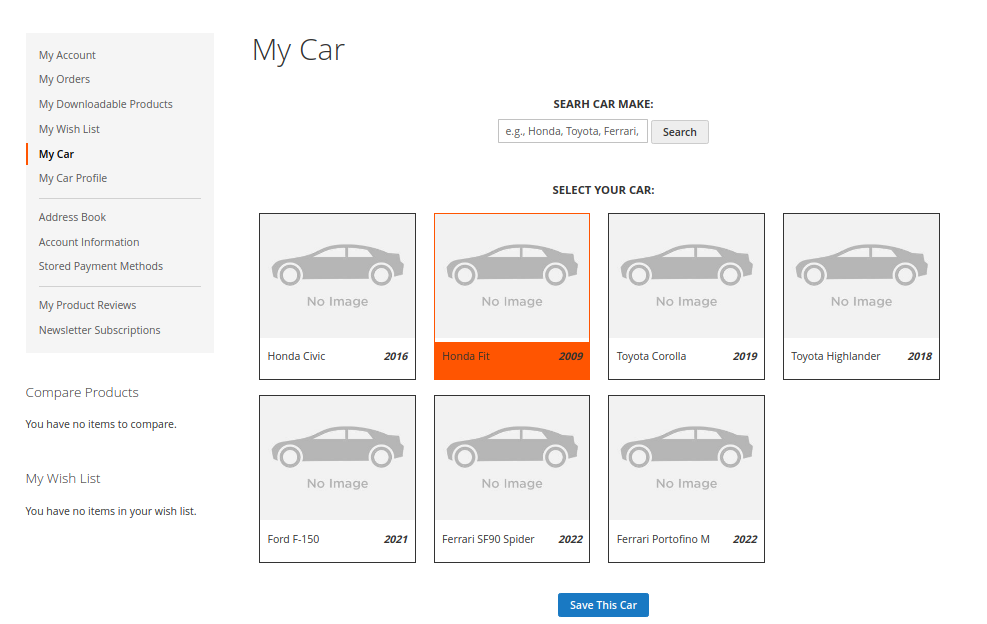 My Account
My Orders
My Downloadable Products
My Wish List
My Car
My Car Profile
Address Book
Account Information
Stored Payment Methods
My Product Reviews
Newsletter Subscriptions
Compare Products
You have no items to compare.
My Wish List
You have no items in your wish list.
My Car
SEARH CAR MAKE:
e.g., Honda, Toyota, Ferrari, Search
SELECT YOUR CAR:
No Image No Image No Image No Image
Honda Civic 2016 Honda Fit 2009 Toyota Corolla 2019 Toyota Highlander 2018
No Image No Image No Image
Ford F-150 2021 Ferrari SF90 Spider 2022 Ferrari Portofino M 2022
Save This Car